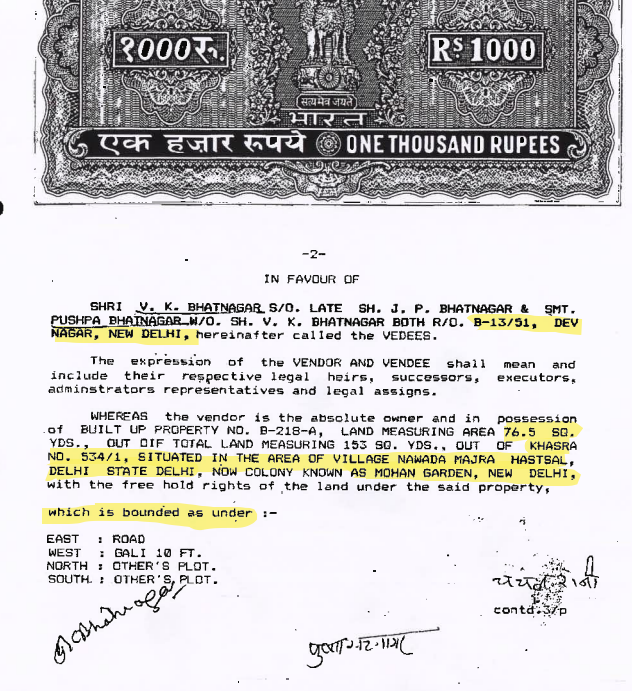 १००० रु.
Rs 1000
सत्यमेव जयते
भारत
एक हज़ार रूपये ONE THOUSAND RUPEES
-2-
IN FAVOUR OF
SHRI V. K. BHATNAGAR S/O. LATE SH. J. P. BHATNAGAR & SMT.
PUSHPA BHATNAGAR W/O. SH. V. K. BHATNAGAR BOTH R/O. B-13/51, DEV
NAGAR, NEW DELHI, hereinafter called the VEDEES.
The expression of the VENDOR AND VENDEE shall mean and
include their respective legal heirs, successors, executors,
adminstrators representatives and legal assigns.
WHEREAS the vendor is the absolute owner and in possession
of BUILT UP PROPERTY NO. B-218-A, LAND MEASURING AREA 76.5 SQ.
YDS., OUT OIF TOTAL LAND MEASURING 153 SQ. YDS., OUT OF KHASRA
NO. 534/1, SITUATED IN THE AREA OF VILLAGE NAWADA MAJRA HASTSAL,
DELHI STATE DELHI, NOW COLONY KNOWN AS MOHAN GARDEN, NEW DELHI,
with the free hold rights of the land under the said property,
which is bounded as under :-
EAST : ROAD
WEST : GALI 10 FT.
NORTH : OTHER'S PLOT.
SOUTH. : OTHER'S PLOT.
contd.3/p